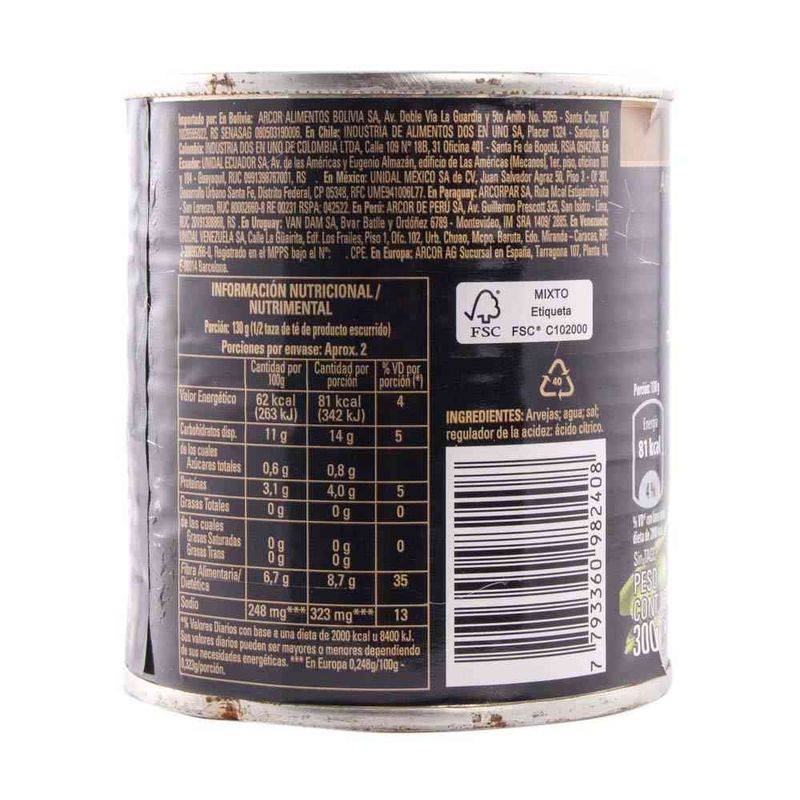 Importado por: En Bolivia: ARCOR ALIMENTOS BOLIVIA SA, Av. Doble Vía La Guardia y 5to Anillo No. 5055 - Santa Cruz, NIT
RS SENASAG 080503190006. En Chile: INDUSTRIA DE ALIMENTOS DOS EN UNO SA, Placer 1324 - Santiago. En
Colombia: INDUSTRIA DOS EN UNO DE COLOMBIA LTDA, Calle 109 N° 18B, 31 Oficina 401 - Santa Fe de Bogotá, RSIA
Ecuador: UNIDAL ECUADOR SA, Av. de las Américas y Eugenio Almazán, edificio de Las Américas (Mecanos), 1er. piso, oficinas 101
y 104 - Guayaquil, RUC 0991398767001, RS . En México: UNIDAL MÉXICO SA de CV, Juan Salvador Agraz 50, Piso 3 - Of 301,
Desarrollo Urbano Santa Fe, Distrito Federal, CP 05348, RFC UME941006L77. En Paraguay: ARCORPAR SA, Ruta Mcal Estigarribia 740
- San Lorenzo, RUC 80002660-8 RE 00231 RSPA: 042522. En Perú: ARCOR DE PERÚ SA, Av. Guillermo Prescott 325, San Isidro - Lima
RS . En Uruguay: VAN DAM SA, Bvar Batlle y Ordóñez 6789 - Montevideo, IM SRA 1409/ 2885. En Venezuela:
UNIDAL VENEZUELA SA, Calle La Güairita, Edf. Los Frailes, Piso 1, Ofc. 102, Urb. Chuao, Mcpo. Baruta, Edo. Miranda - Caracas, RIF
Registrado en el MPPS bajo el N°: . CPE. En Europa: ARCOR AG Sucursal en España, Tarragona 107, Planta 16,
E-08014 Barcelona.
INFORMACIÓN NUTRICIONAL /
NUTRIMENTAL
Porción: 130 g (1/2 taza de té de producto escurrido)
Porciones por envase: Aprox. 2
Cantidad por 100g Cantidad por porción % VD por porción (*)
Valor Energético 62 kcal (263 kJ) 81 kcal (342 kJ) 4
Carbohidratos disp. 11 g 14 g 5
de los cuales
Azúcares totales 0,6 g 0,8 g
Proteínas 3,1 g 4,0 g 5
Grasas Totales 0 g 0 g 0
de las cuales
Grasas Saturadas 0 g 0 g 0
Grasas Trans 0 g 0 g
Fibra Alimentaria/
Dietética 6,7 g 8,7 g 35
Sodio 248 mg*** 323 mg*** 13
*% Valores Diarios con base a una dieta de 2000 kcal u 8400 kJ.
Sus valores diarios pueden ser mayores o menores dependiendo
de sus necesidades energéticas. *** En Europa 0,248g/100g -
0,323g/porción.
FSC
MIXTO
Etiqueta
FSC® C102000
40
INGREDIENTES: Arvejas; agua; sal;
regulador de la acidez: ácido cítrico.
7 793360 982408
Porción: 130 g
Energía
81 kcal
4%
PESO
CONT
300